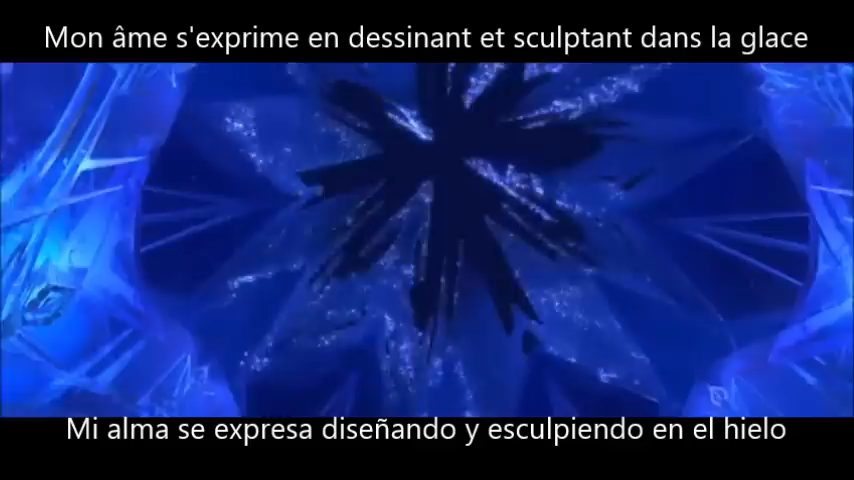 Mon âme s'exprime en dessinant et sculptant dans la glace
Mi alma se expresa diseñando y esculpiendo en el hielo